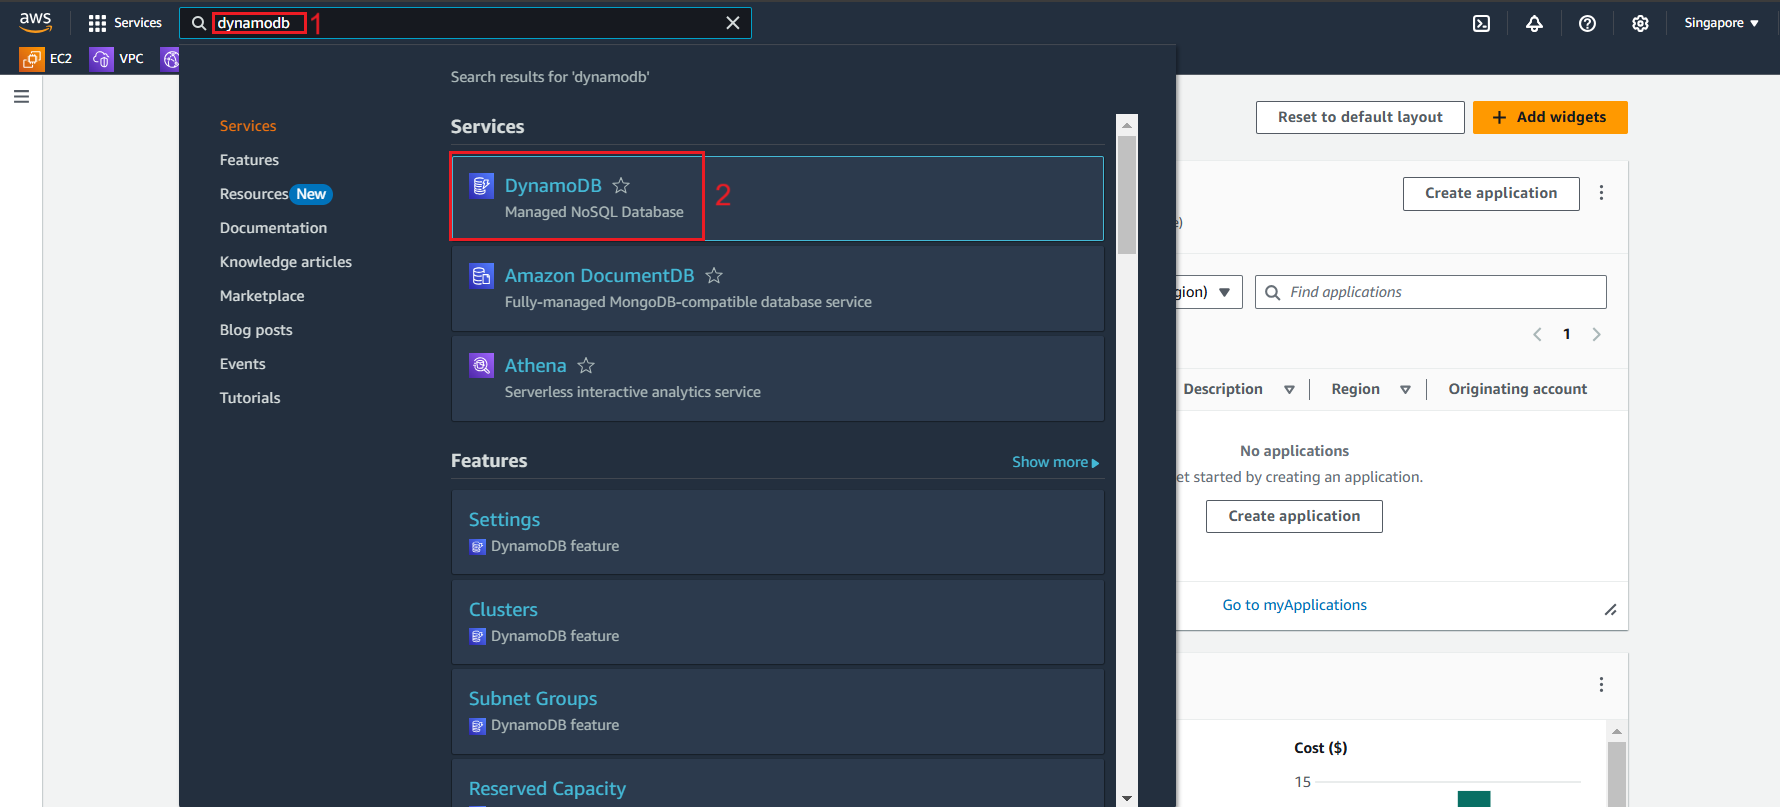 aws
Services
dynamodb
1
Singapore
EC2
VPC
Search results for 'dynamodb'
Services
Features
Resources New
Documentation
Knowledge articles
Marketplace
Blog posts
Events
Tutorials
Services
DynamoDB
Managed NoSQL Database
2
Amazon DocumentDB
Fully-managed MongoDB-compatible database service
Athena
Serverless interactive analytics service
Features
Show more
Settings
DynamoDB feature
Clusters
DynamoDB feature
Subnet Groups
DynamoDB feature
Reserved Capacity
Reset to default layout
+ Add widgets
Create application
e)
gion)
Find applications
1
Description
Region
Originating account
No applications
et started by creating an application.
Create application
Go to myApplications
Cost ($)
15